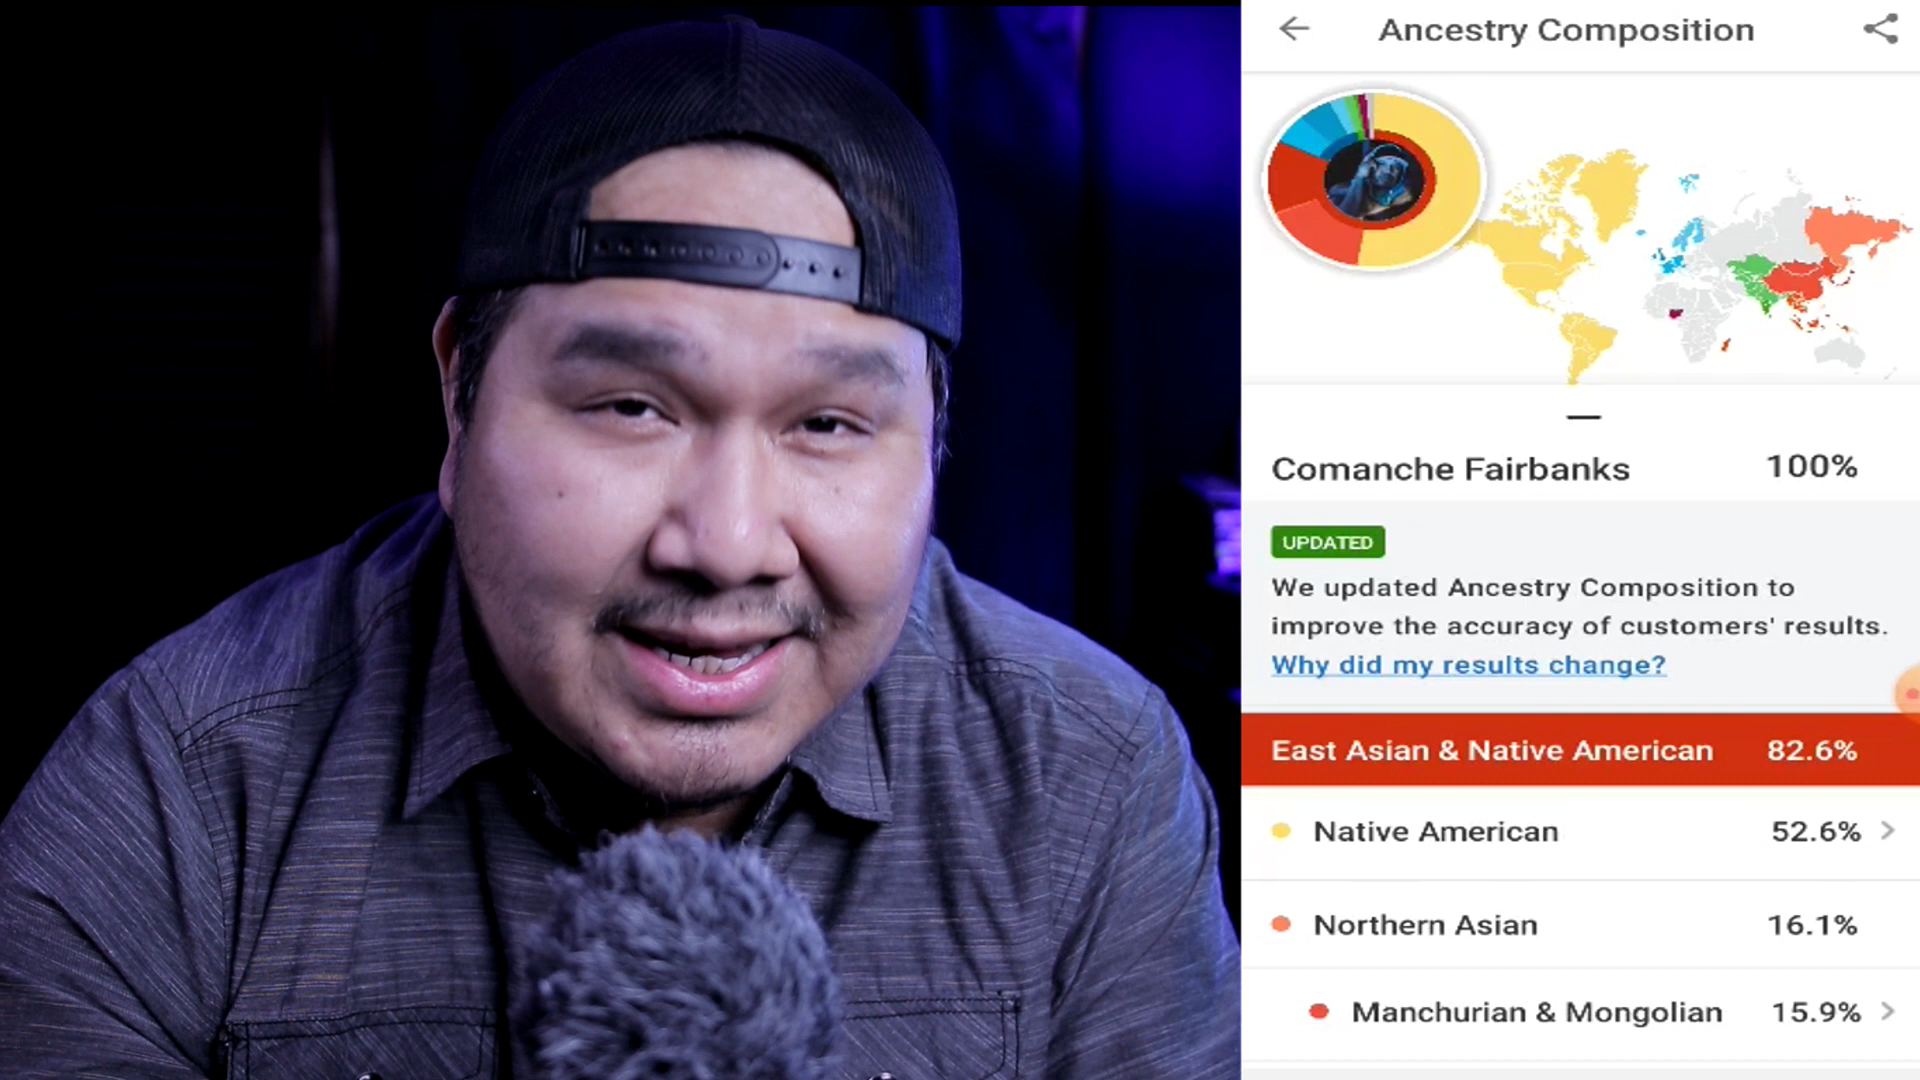 Ancestry Composition
Comanche Fairbanks 100%
UPDATED
We updated Ancestry Composition to
improve the accuracy of customers' results.
Why did my results change?
East Asian & Native American 82.6%
Native American 52.6%
Northern Asian 16.1%
Manchurian & Mongolian 15.9%